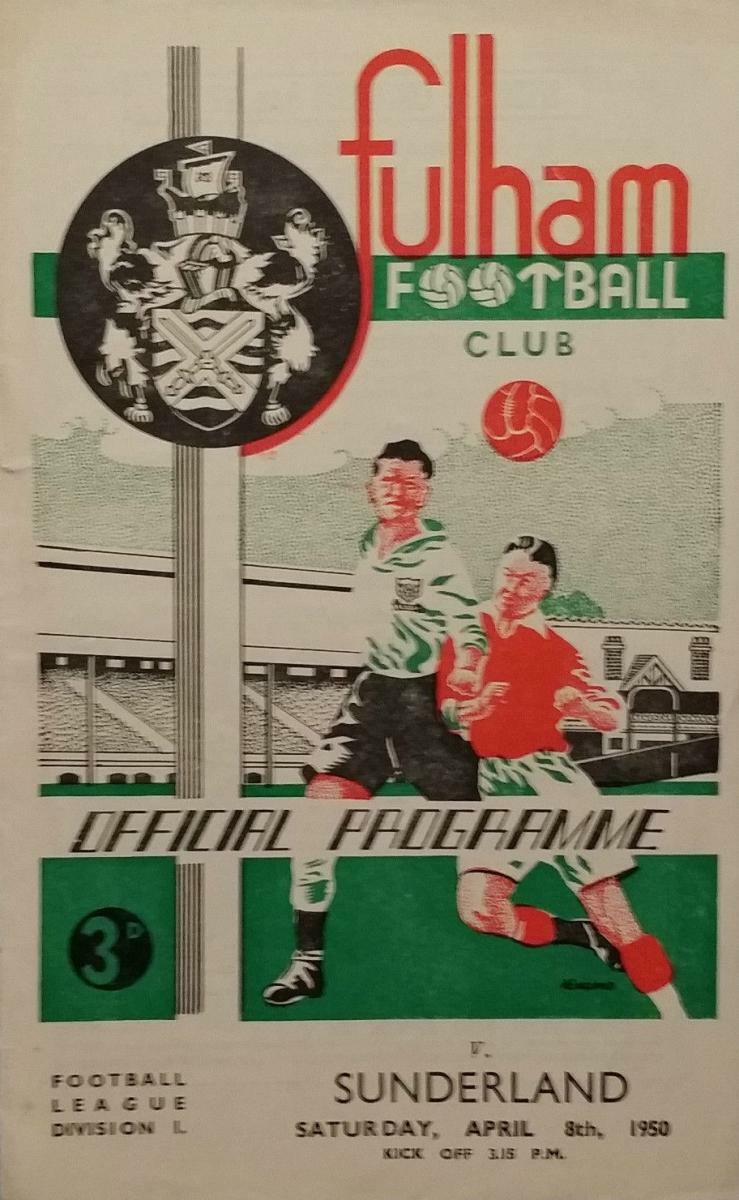 fulham
FOOTBALL
CLUB
OFFICIAL PROGRAMME
3D
V.
SUNDERLAND
SATURDAY, APRIL 8th, 1950
KICK OFF 3.15 P.M.
FOOTBALL
LEAGUE
DIVISION I.